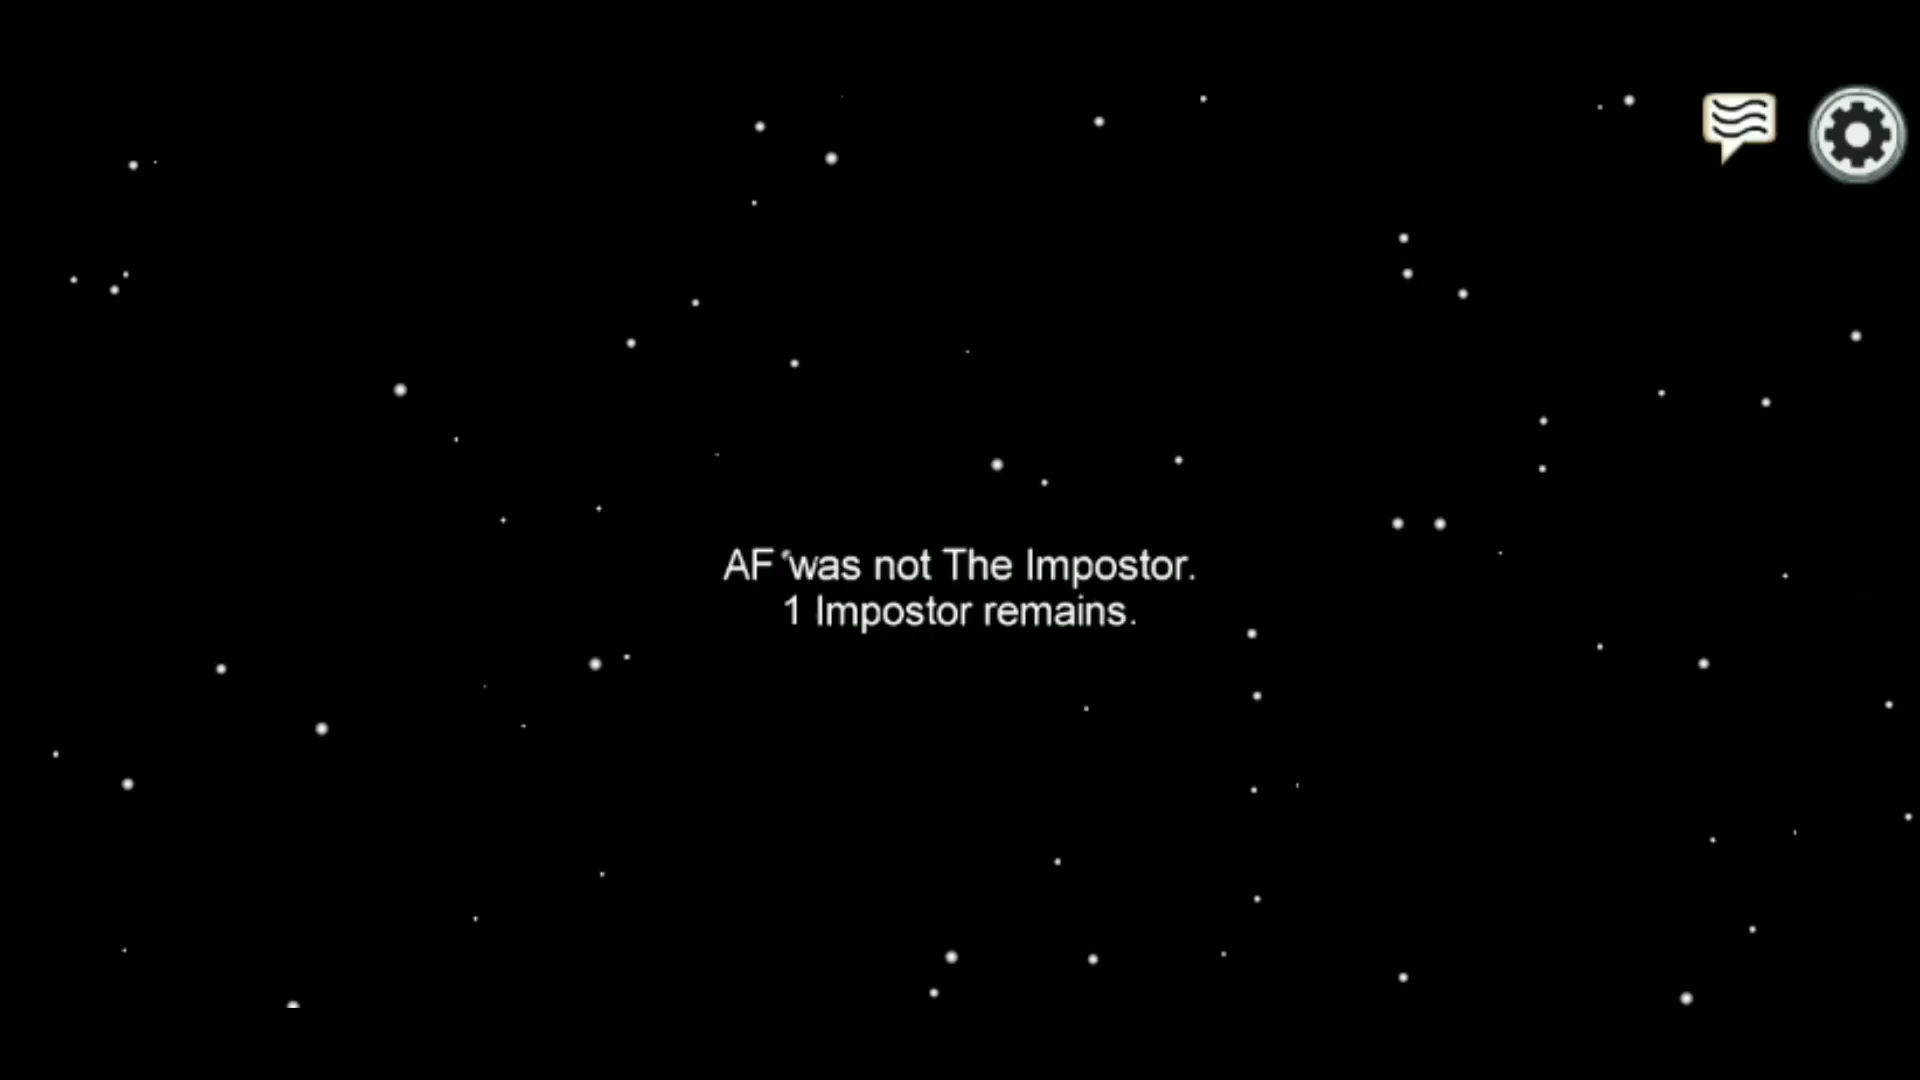 AF was not The Impostor.
1 Impostor remains.